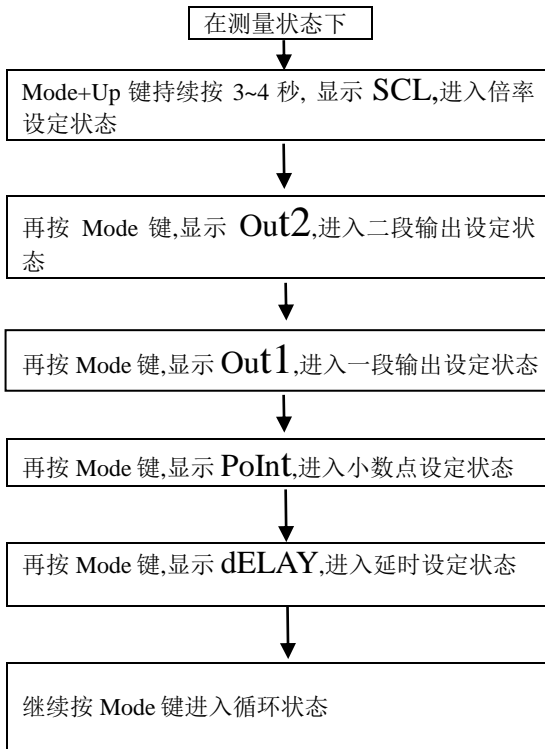 在测量状态下
Mode+Up 键持续按 3~4 秒, 显示 SCL,进入倍率
设定状态
再按 Mode 键,显示 Out2,进入二段输出设定状
态
再按 Mode 键,显示 Out1,进入一段输出设定状态
再按 Mode 键,显示 PoInt,进入小数点设定状态
再按 Mode 键,显示 dELAY,进入延时设定状态
继续按 Mode 键进入循环状态